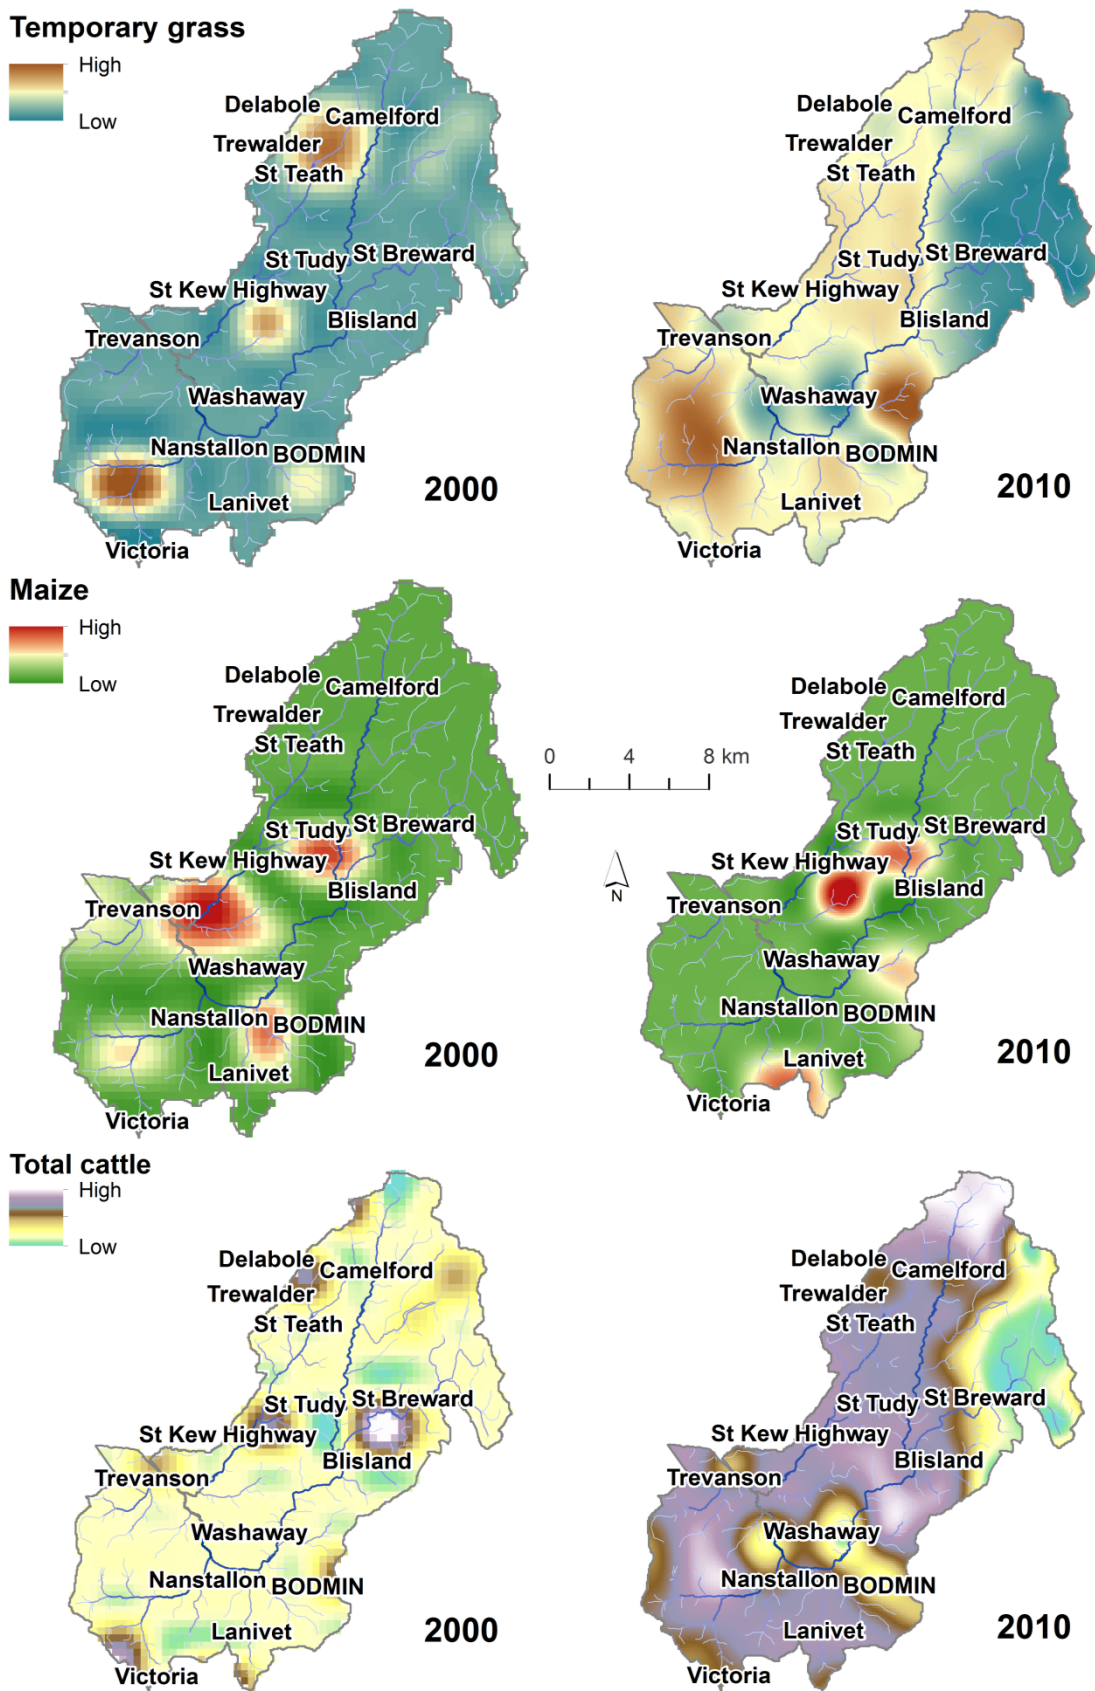 Temporary grass
High
Low
Delabole
Camelford
Trewalder
St Teath
St Tudy
St Breward
St Kew Highway
Blisland
Trevanson
Washaway
Nanstallon
BODMIN
Lanivet
Victoria
2000
Delabole
Camelford
Trewalder
St Teath
St Tudy
St Breward
St Kew Highway
Blisland
Trevanson
Washaway
Nanstallon
BODMIN
Lanivet
Victoria
2010
Maize
High
Low
Delabole
Camelford
Trewalder
St Teath
St Tudy
St Breward
St Kew Highway
Blisland
Trevanson
Washaway
Nanstallon
BODMIN
Lanivet
Victoria
2000
0 4 8 km
N
Delabole
Camelford
Trewalder
St Teath
St Tudy
St Breward
St Kew Highway
Blisland
Trevanson
Washaway
Nanstallon
BODMIN
Lanivet
Victoria
2010
Total cattle
High
Low
Delabole
Camelford
Trewalder
St Teath
St Tudy
St Breward
St Kew Highway
Blisland
Trevanson
Washaway
Nanstallon
BODMIN
Lanivet
Victoria
2000
Delabole
Camelford
Trewalder
St Teath
St Tudy
St Breward
St Kew Highway
Blisland
Trevanson
Washaway
Nanstallon
BODMIN
Lanivet
Victoria
2010